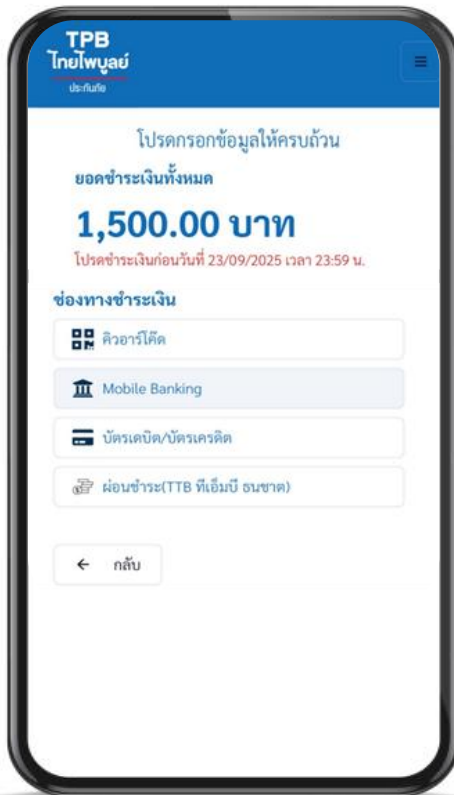 TPB
ไทยไพบูลย์
ประกันภัย
โปรดกรอกข้อมูลให้ครบถ้วน
ยอดชำระเงินทั้งหมด
1,500.00 บาท
โปรดชำระเงินก่อนวันที่ 23/09/2025 เวลา 23:59 น.
ช่องทางชำระเงิน
คิวอาร์โค๊ด
Mobile Banking
บัตรเดบิต/บัตรเครดิต
ผ่อนชำระ(TTB ทีเอ็มบี ธนชาต)
← กลับ